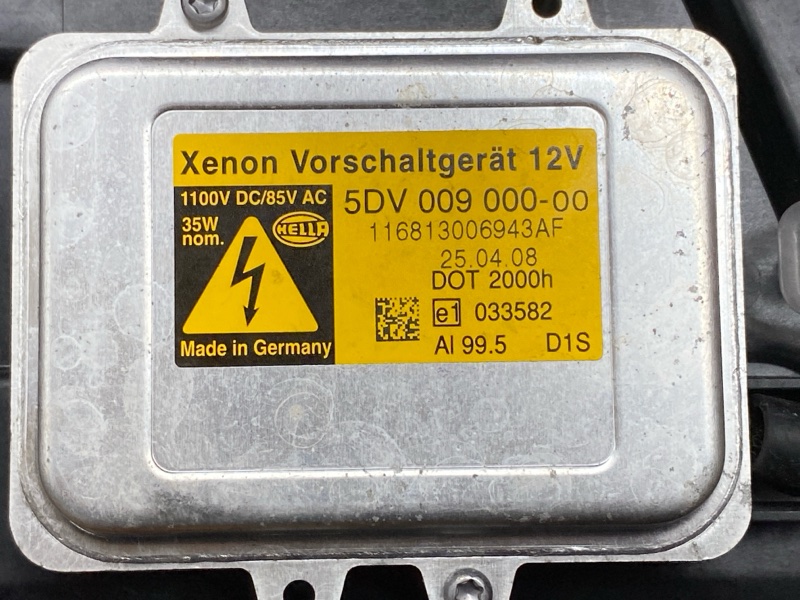 Xenon Vorschaltgerät 12V
1100V DC/85V AC
35W
nom.
HELLA
Made in Germany
5DV 009 000-00
116813006943AF
25.04.08
DOT 2000h
e1 033582
Al 99.5 D1S